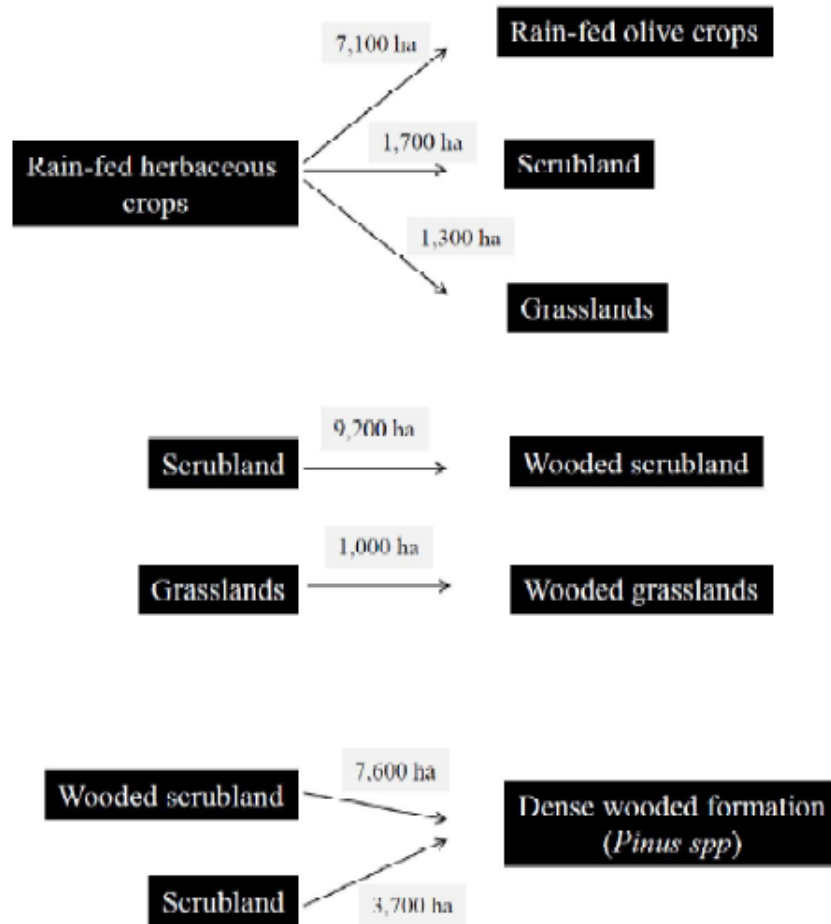 7,100 ha
Rain-fed olive crops
1,700 ha
Rain-fed herbaceous
crops
Scrubland
1,300 ha
Grasslands
9,200 ha
Scrubland
Wooded scrubland
1,000 ha
Grasslands
Wooded grasslands
7,600 ha
Wooded scrubland
Dense wooded formation
(Pinus spp)
Scrubland
3,700 ha